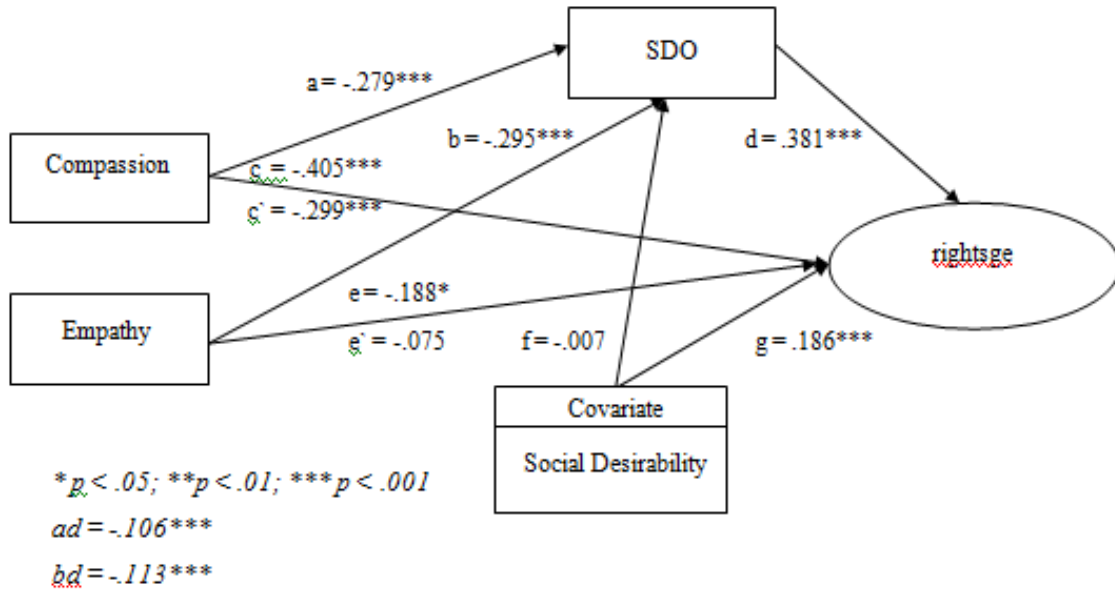 SDO
a = -.279***
b = -.295***
d = .381***
Compassion
c = -.405***
c` = -.299***
rightsge
Empathy
e = -.188*
e` = -.075
f = -.007
g = .186***
Covariate
Social Desirability
*p < .05; **p < .01; ***p < .001
ad = -.106***
bd = -.113***